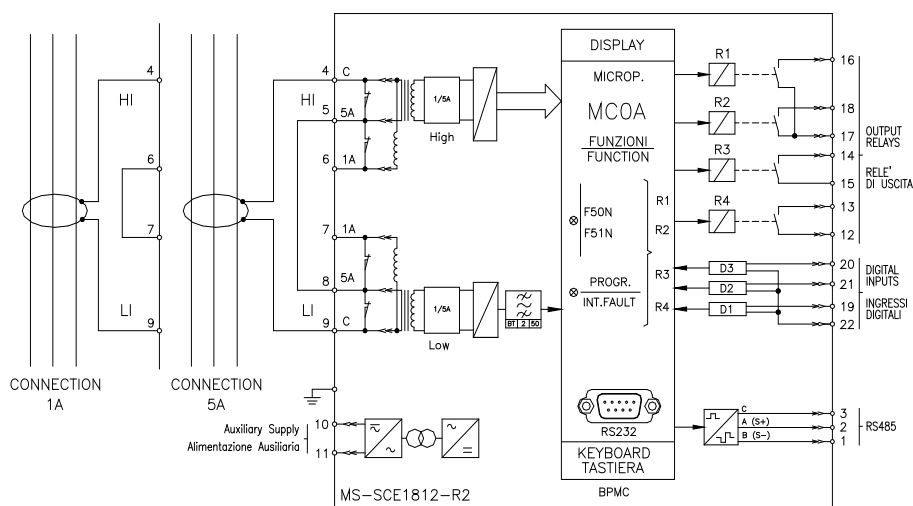 4
HI
6
7
LI
9
CONNECTION
1A
4
HI
5
6
7
8
LI
9
CONNECTION
5A
C
5A
1A
1A
5A
C
1/5A
High
1/5A
Low
BT 2 50
10
Auxiliary Supply
Alimentazione Ausiliaria
11
MS-SCE1812-R2
DISPLAY
MICROP.
MCOA
FUNZIONI
FUNCTION
F50N
F51N
R1
R2
PROGR.
INT.FAULT
R3
R4
RS232
KEYBOARD
TASTIERA
BPMC
R1
R2
R3
R4
D3
D2
D1
C
A (S+)
B (S-)
16
18
17
14
15
13
12
OUTPUT
RELAYS
RELE'
DI USCITA
20
21
19
22
DIGITAL
INPUTS
INGRESSI
DIGITALI
3
2
1
RS485